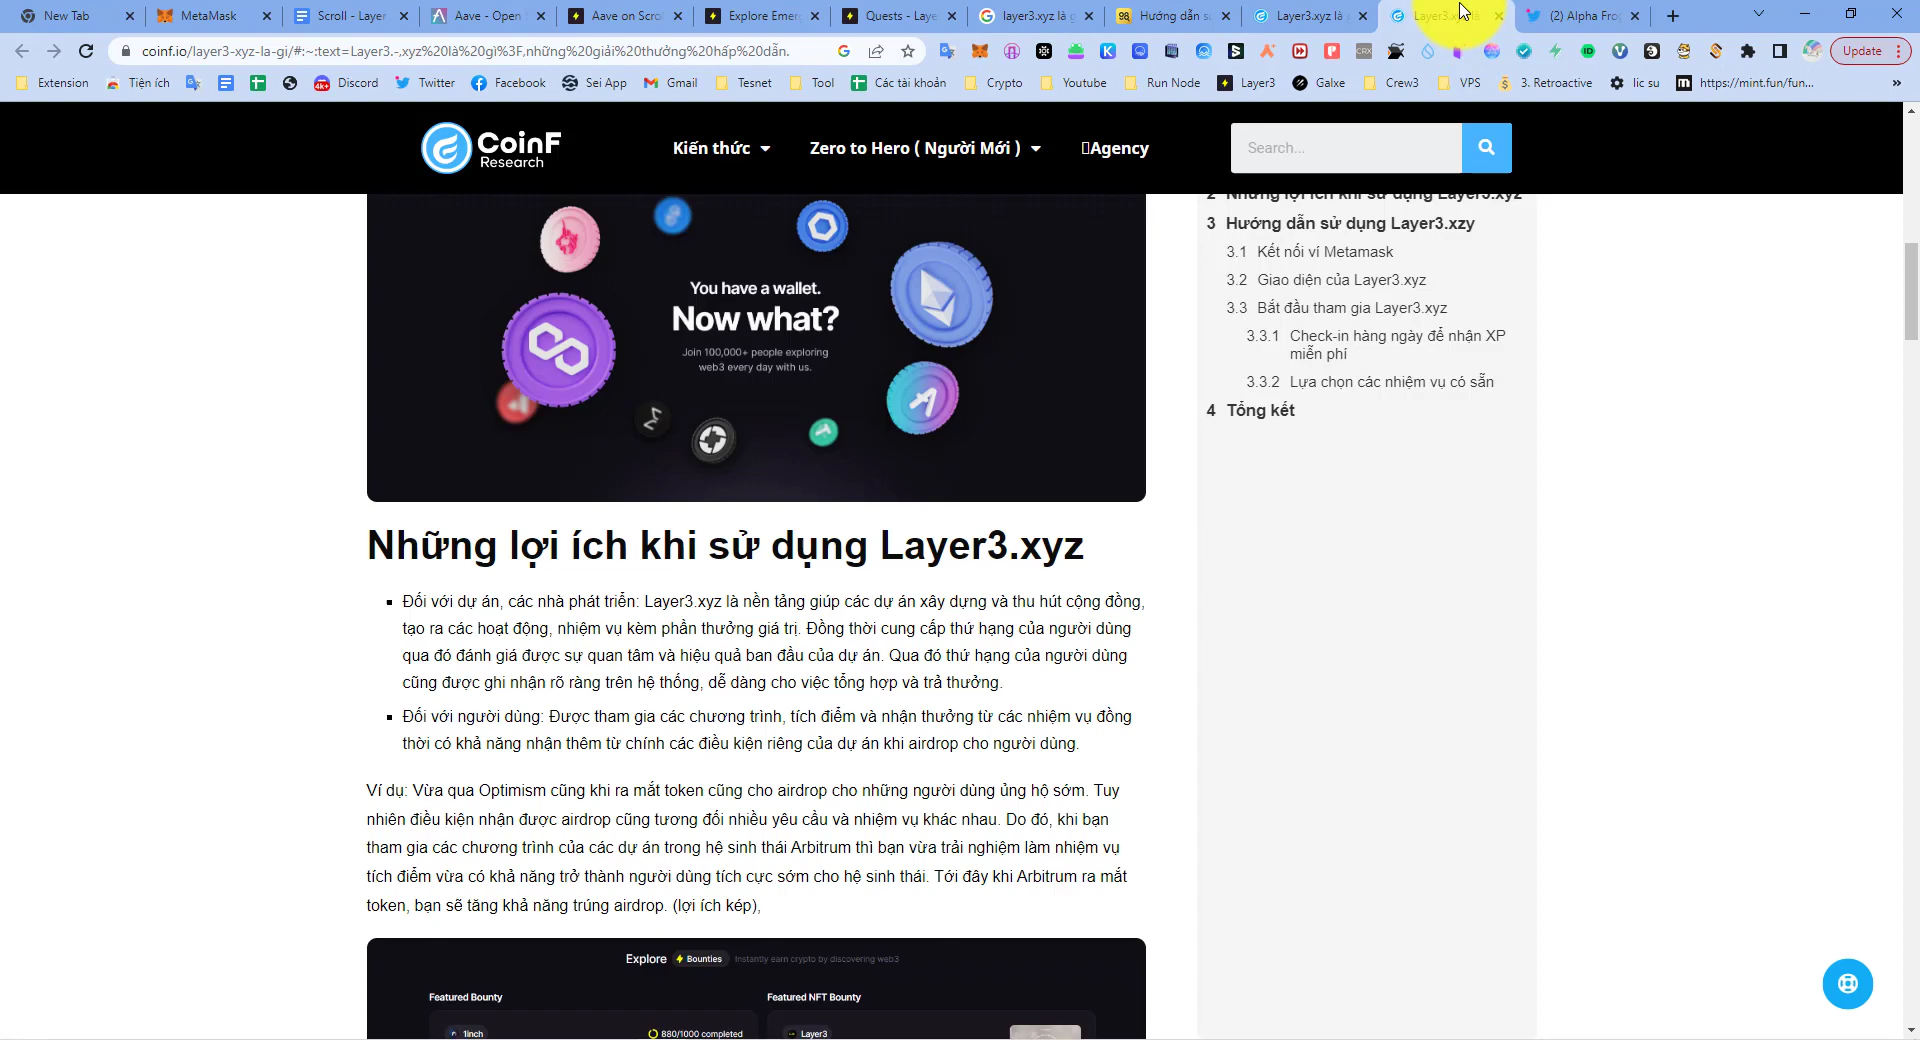 New Tab
MetaMask
Scroll - Layer
Aave - Open
Aave on Scro
Explore Emer
Quests - Laye
layer3.xyz là g
Hướng dẫn s
Layer3.xyz là
Layer3.xyz là
(2) Alpha Fro
coinf.io/layer3-xyz-la-gi/#:~:text=Layer3.-,xyz%20là%20gì%3F,những%20giải%20thưởng%20hấp%20dẫn.
Update
Extension
Tiện ích
Discord
Twitter
Facebook
Sei App
Gmail
Tesnet
Tool
Các tài khoản
Crypto
Youtube
Run Node
Layer3
Galxe
Crew3
VPS
3. Retroactive
lic su
https://mint.fun/fun...
CoinF
Research
Kiến thức
Zero to Hero ( Người Mới )
Agency
Search...
You have a wallet.
Now what?
Join 100,000+ people exploring
web3 every day with us.
Những lợi ích khi sử dụng Layer3.xyz
Đối với dự án, các nhà phát triển: Layer3.xyz là nền tảng giúp các dự án xây dựng và thu hút cộng đồng,
tạo ra các hoạt động, nhiệm vụ kèm phần thưởng giá trị. Đồng thời cung cấp thứ hạng của người dùng
qua đó đánh giá được sự quan tâm và hiệu quả ban đầu của dự án. Qua đó thứ hạng của người dùng
cũng được ghi nhận rõ ràng trên hệ thống, dễ dàng cho việc tổng hợp và trả thưởng.
Đối với người dùng: Được tham gia các chương trình, tích điểm và nhận thưởng từ các nhiệm vụ đồng
thời có khả năng nhận thêm từ chính các điều kiện riêng của dự án khi airdrop cho người dùng.
Ví dụ: Vừa qua Optimism cũng khi ra mắt token cũng cho airdrop cho những người dùng ủng hộ sớm. Tuy
nhiên điều kiện nhận được airdrop cũng tương đối nhiều yêu cầu và nhiệm vụ khác nhau. Do đó, khi bạn
tham gia các chương trình của các dự án trong hệ sinh thái Arbitrum thì bạn vừa trải nghiệm làm nhiệm vụ
tích điểm vừa có khả năng trở thành người dùng tích cực sớm cho hệ sinh thái. Tới đây khi Arbitrum ra mắt
token, bạn sẽ tăng khả năng trúng airdrop. (lợi ích kép),
Explore Bounties Instantly earn crypto by discovering web3
Featured Bounty
Featured NFT Bounty
1inch
880/1000 completed
Layer3
2 Những lợi ích khi sử dụng Layer3.xyz
3 Hướng dẫn sử dụng Layer3.xzy
3.1 Kết nối ví Metamask
3.2 Giao diện của Layer3.xyz
3.3 Bắt đầu tham gia Layer3.xyz
3.3.1 Check-in hàng ngày để nhận XP
miễn phí
3.3.2 Lựa chọn các nhiệm vụ có sẵn
4 Tổng kết